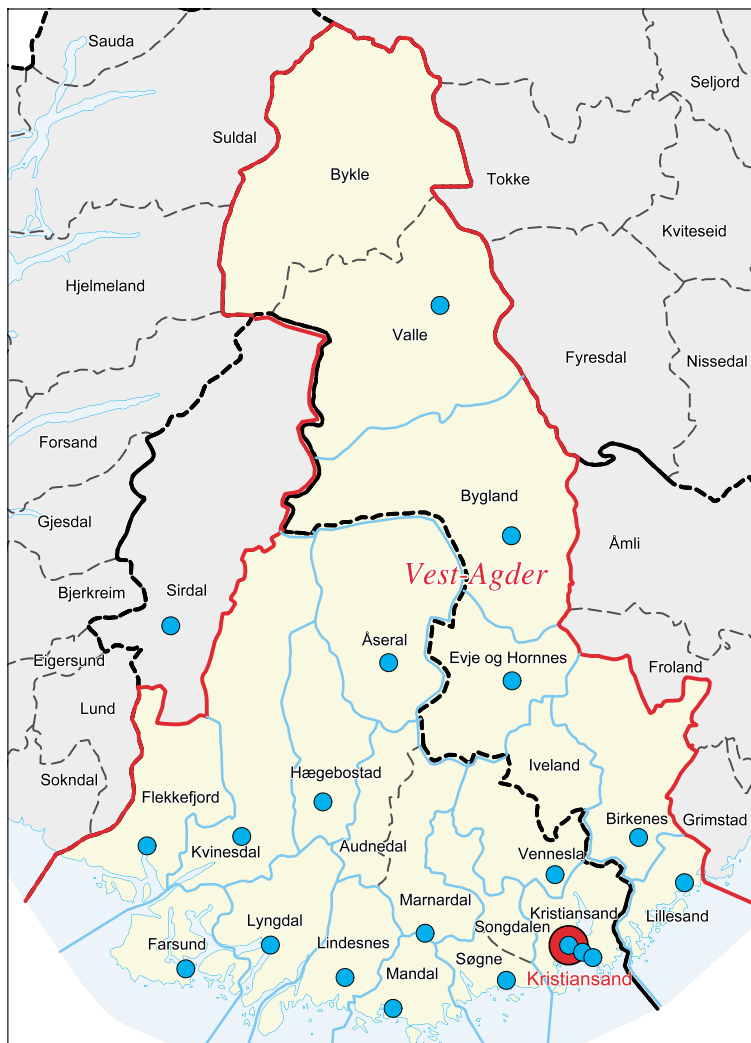 Sauda
Seljord
Suldal
Bykle
Tokke
Kviteseid
Hjelmeland
Valle
Fyresdal
Nissedal
Forsand
Bygland
Gjesdal
Åmli
Vest-Agder
Bjerkreim
Sirdal
Åseral
Evje og Hornnes
Eigersund
Froland
Lund
Iveland
Sokndal
Hægebostad
Flekkefjord
Birkenes
Grimstad
Audnedal
Kvinesdal
Vennesla
Marnardal
Kristiansand
Lillesand
Songdalen
Lyngdal
Farsund
Lindesnes
Søgne
Mandal
Kristiansand